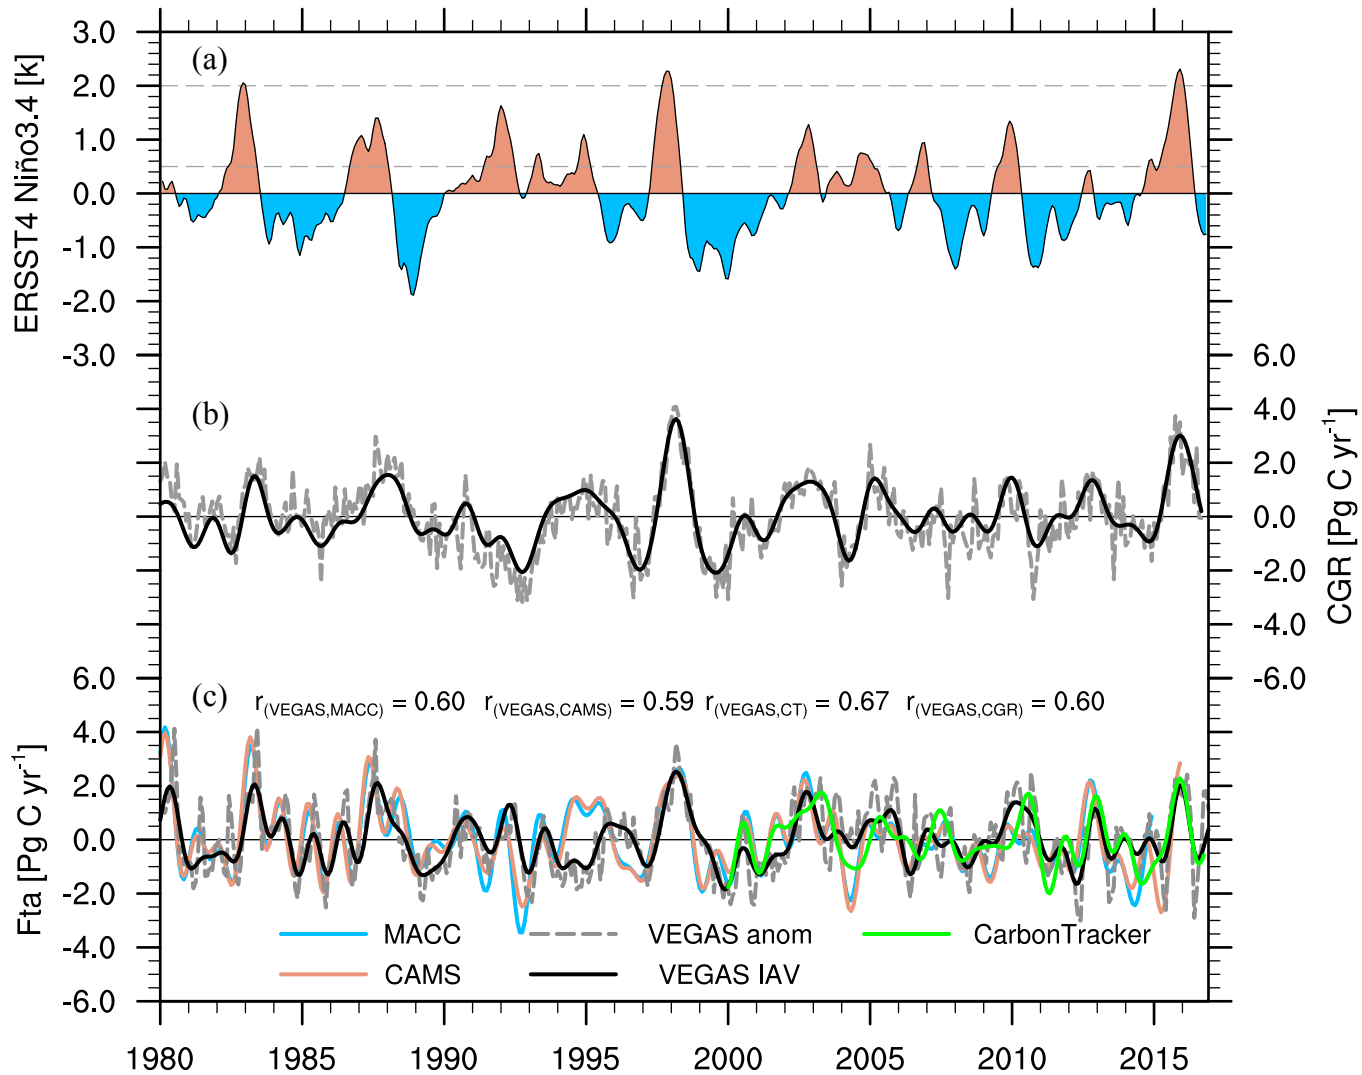 (a)
ERSST4 Niño3.4 [k]
3.0
2.0
1.0
0.0
-1.0
-2.0
-3.0
(b)
CGR [Pg C yr-1]
6.0
4.0
2.0
0.0
-2.0
-4.0
-6.0
(c)
r(VEGAS,MACC) = 0.60 r(VEGAS,CAMS) = 0.59 r(VEGAS,CT) = 0.67 r(VEGAS,CGR) = 0.60
Fta [Pg C yr-1]
6.0
4.0
2.0
0.0
-2.0
-4.0
-6.0
MACC VEGAS anom CarbonTracker
CAMS VEGAS IAV
1980 1985 1990 1995 2000 2005 2010 2015